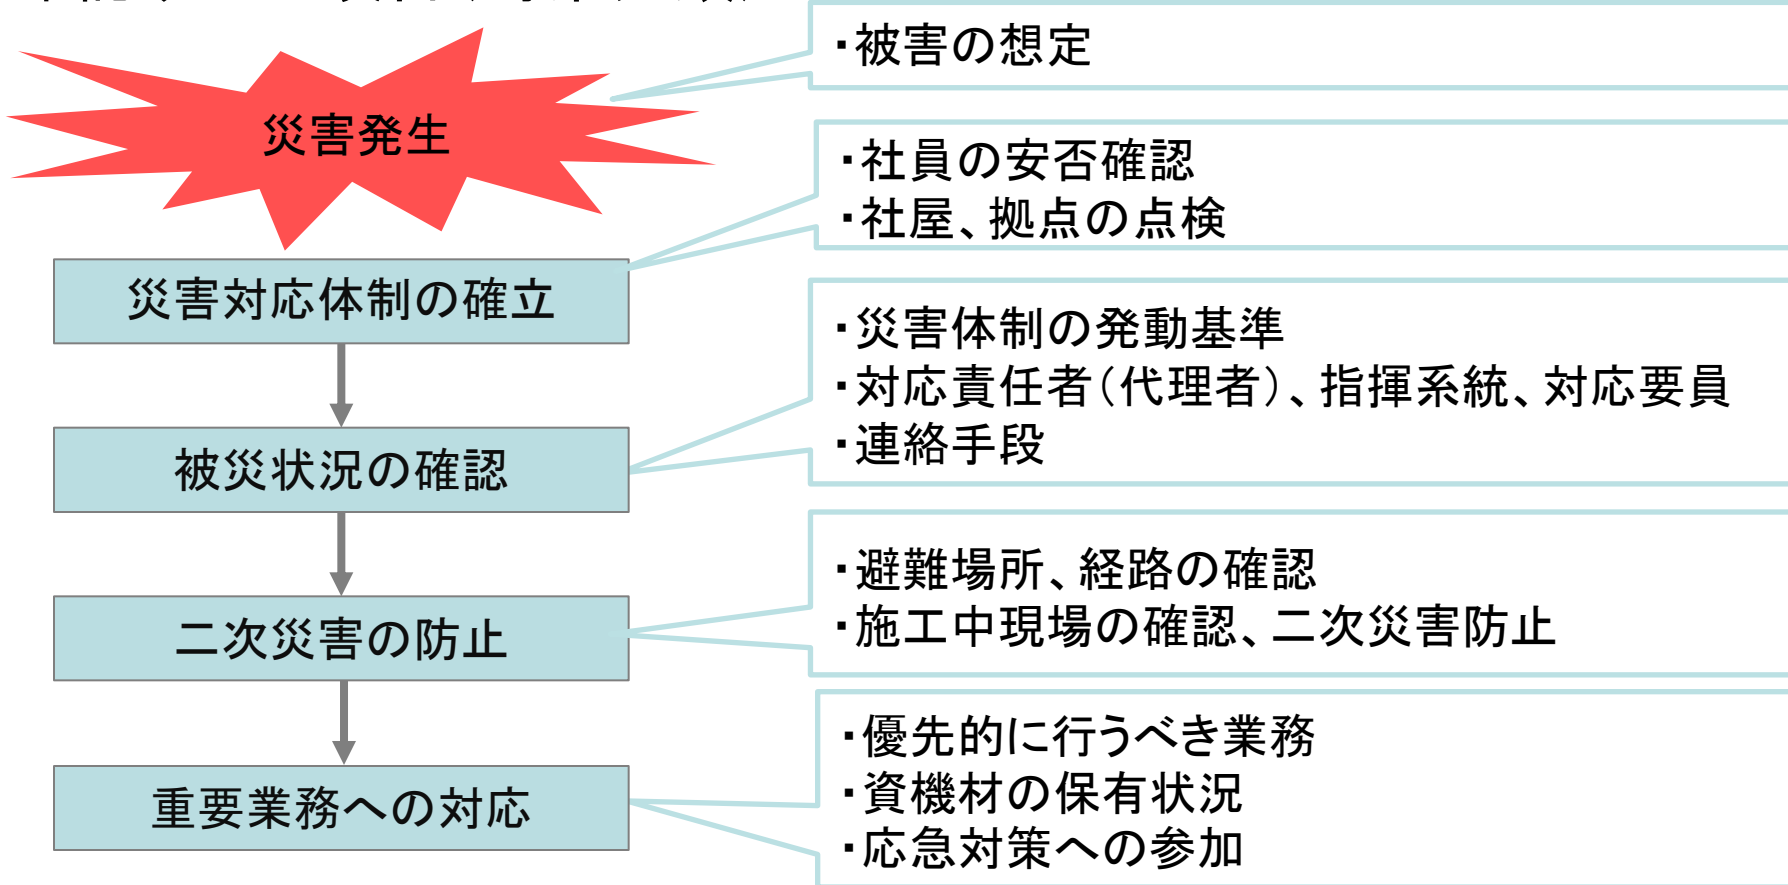 災害発生
・被害の想定
・社員の安否確認
・社屋、拠点の点検
災害対応体制の確立
・災害体制の発動基準
・対応責任者(代理者)、指揮系統、対応要員
・連絡手段
被災状況の確認
・避難場所、経路の確認
・施工中現場の確認、二次災害防止
二次災害の防止
・優先的に行うべき業務
・資機材の保有状況
・応急対策への参加
重要業務への対応